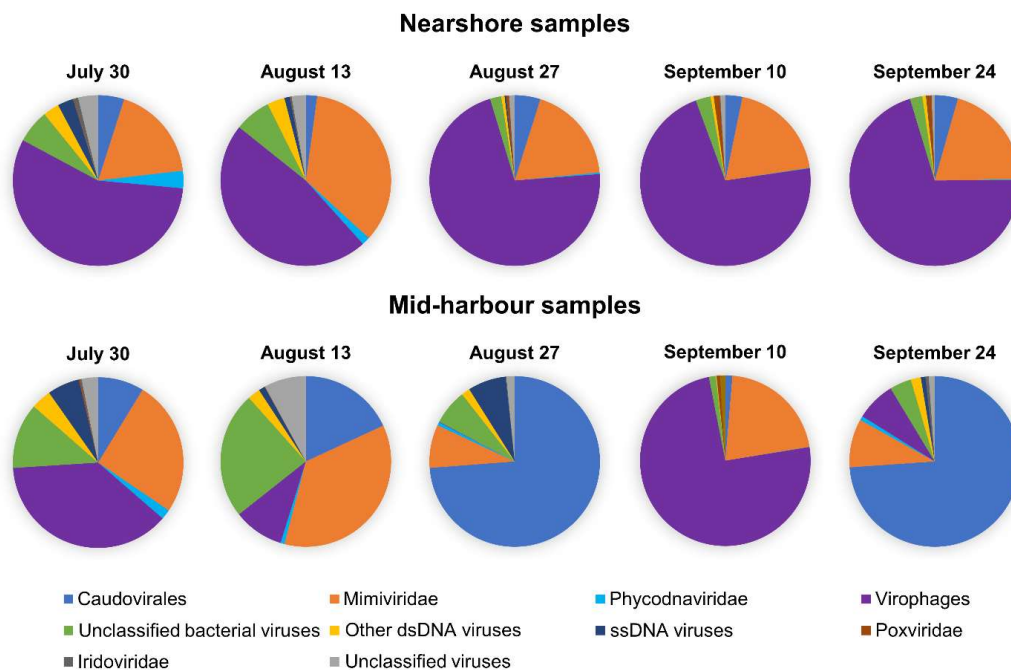 Nearshore samples
July 30 August 13 August 27 September 10 September 24
Mid-harbour samples
July 30 August 13 August 27 September 10 September 24
Caudovirales Mimiviridae Phycodnaviridae Virophages
Unclassified bacterial viruses Other dsDNA viruses ssDNA viruses Poxviridae
Iridoviridae Unclassified viruses